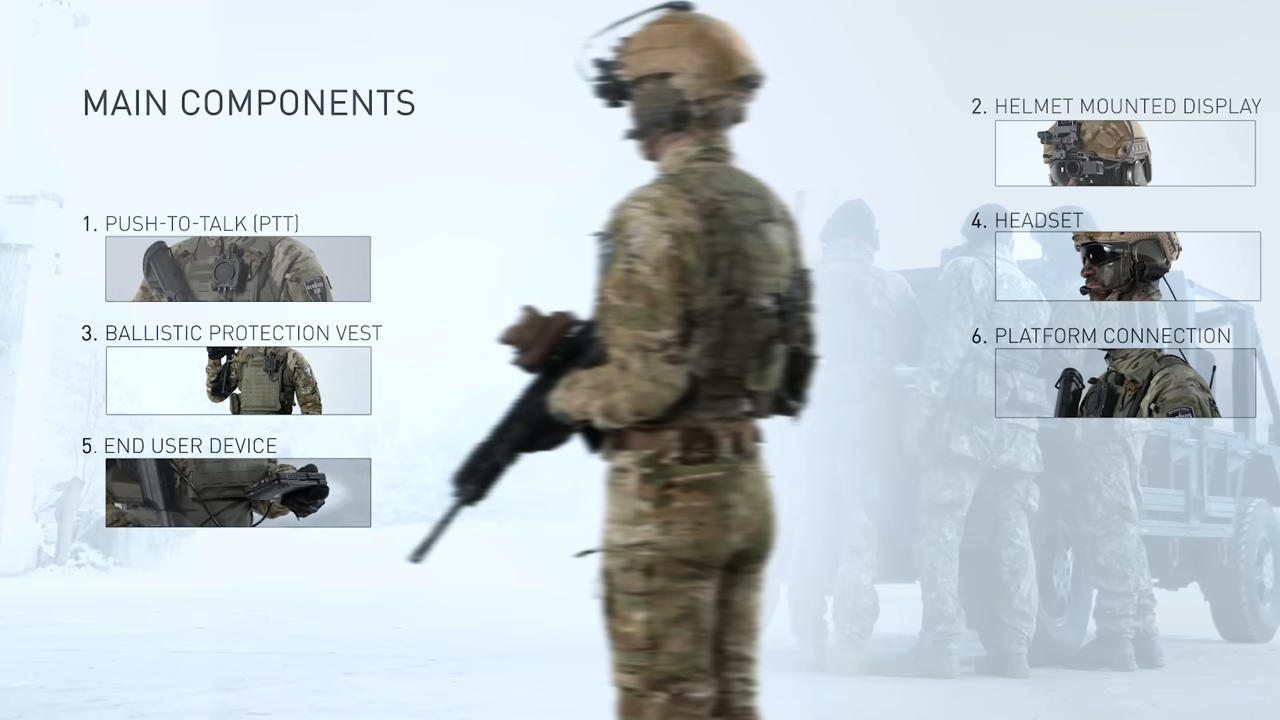 MAIN COMPONENTS
1. PUSH-TO-TALK (PTT)
3. BALLISTIC PROTECTION VEST
5. END USER DEVICE
2. HELMET MOUNTED DISPLAY
4. HEADSET
6. PLATFORM CONNECTION